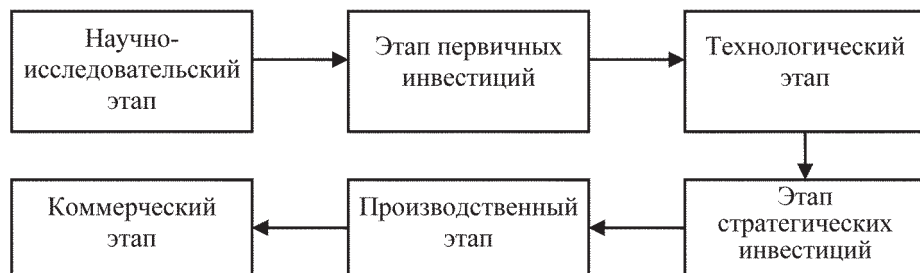 Научно-
исследовательский
этап
Этап первичных
инвестиций
Технологический
этап
Этап
стратегических
инвестиций
Производственный
этап
Коммерческий
этап